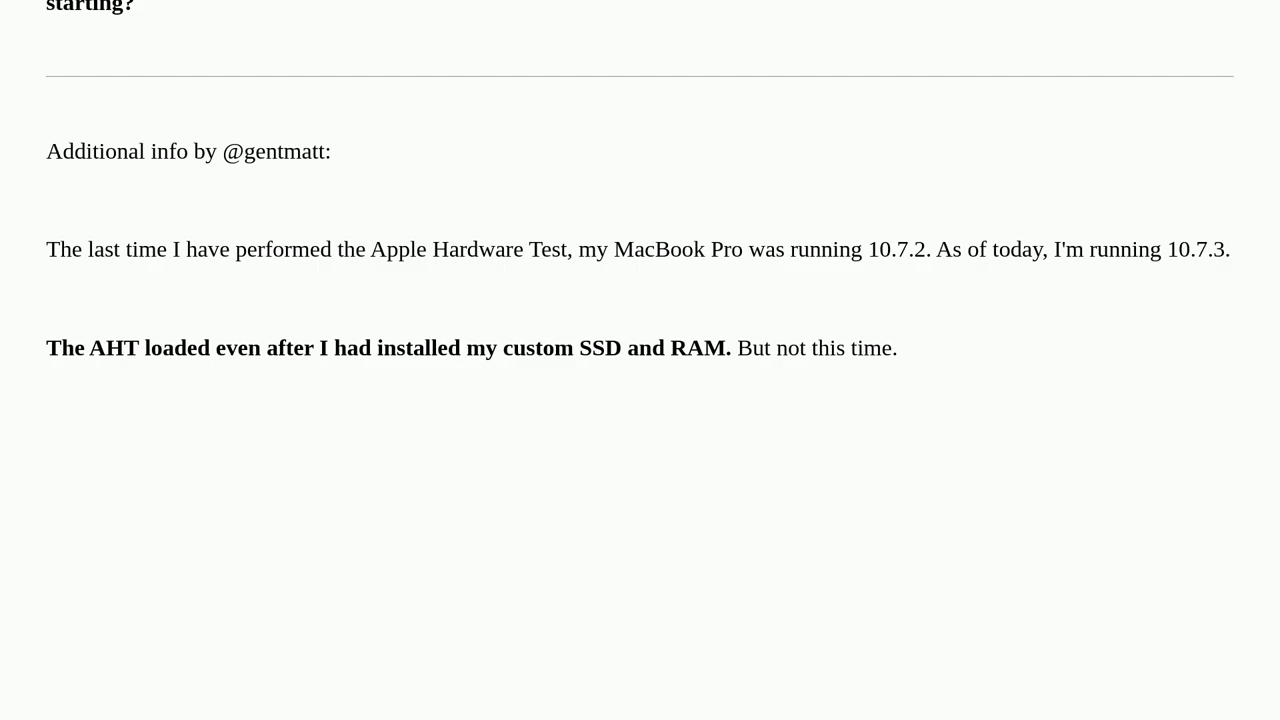 starting?
Additional info by @gentmatt:
The last time I have performed the Apple Hardware Test, my MacBook Pro was running 10.7.2. As of today, I'm running 10.7.3.
The AHT loaded even after I had installed my custom SSD and RAM. But not this time.